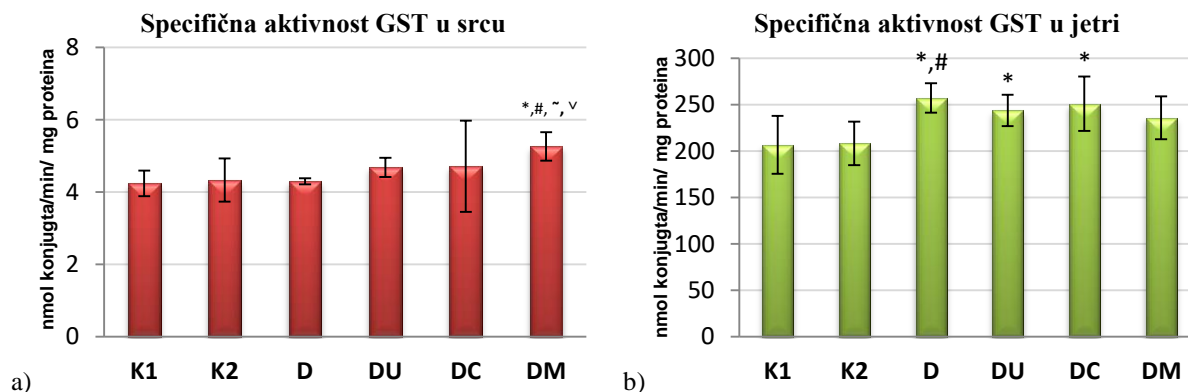 Specifična aktivnost GST u srcu
nmol konjugta/min/ mg proteina
8
6
4
2
0
*,#, ˜, ˅
K1 K2 D DU DC DM
a)
Specifična aktivnost GST u jetri
nmol konjugta/min/ mg proteina
300
250
200
150
100
50
0
*,# * *
K1 K2 D DU DC DM
b)